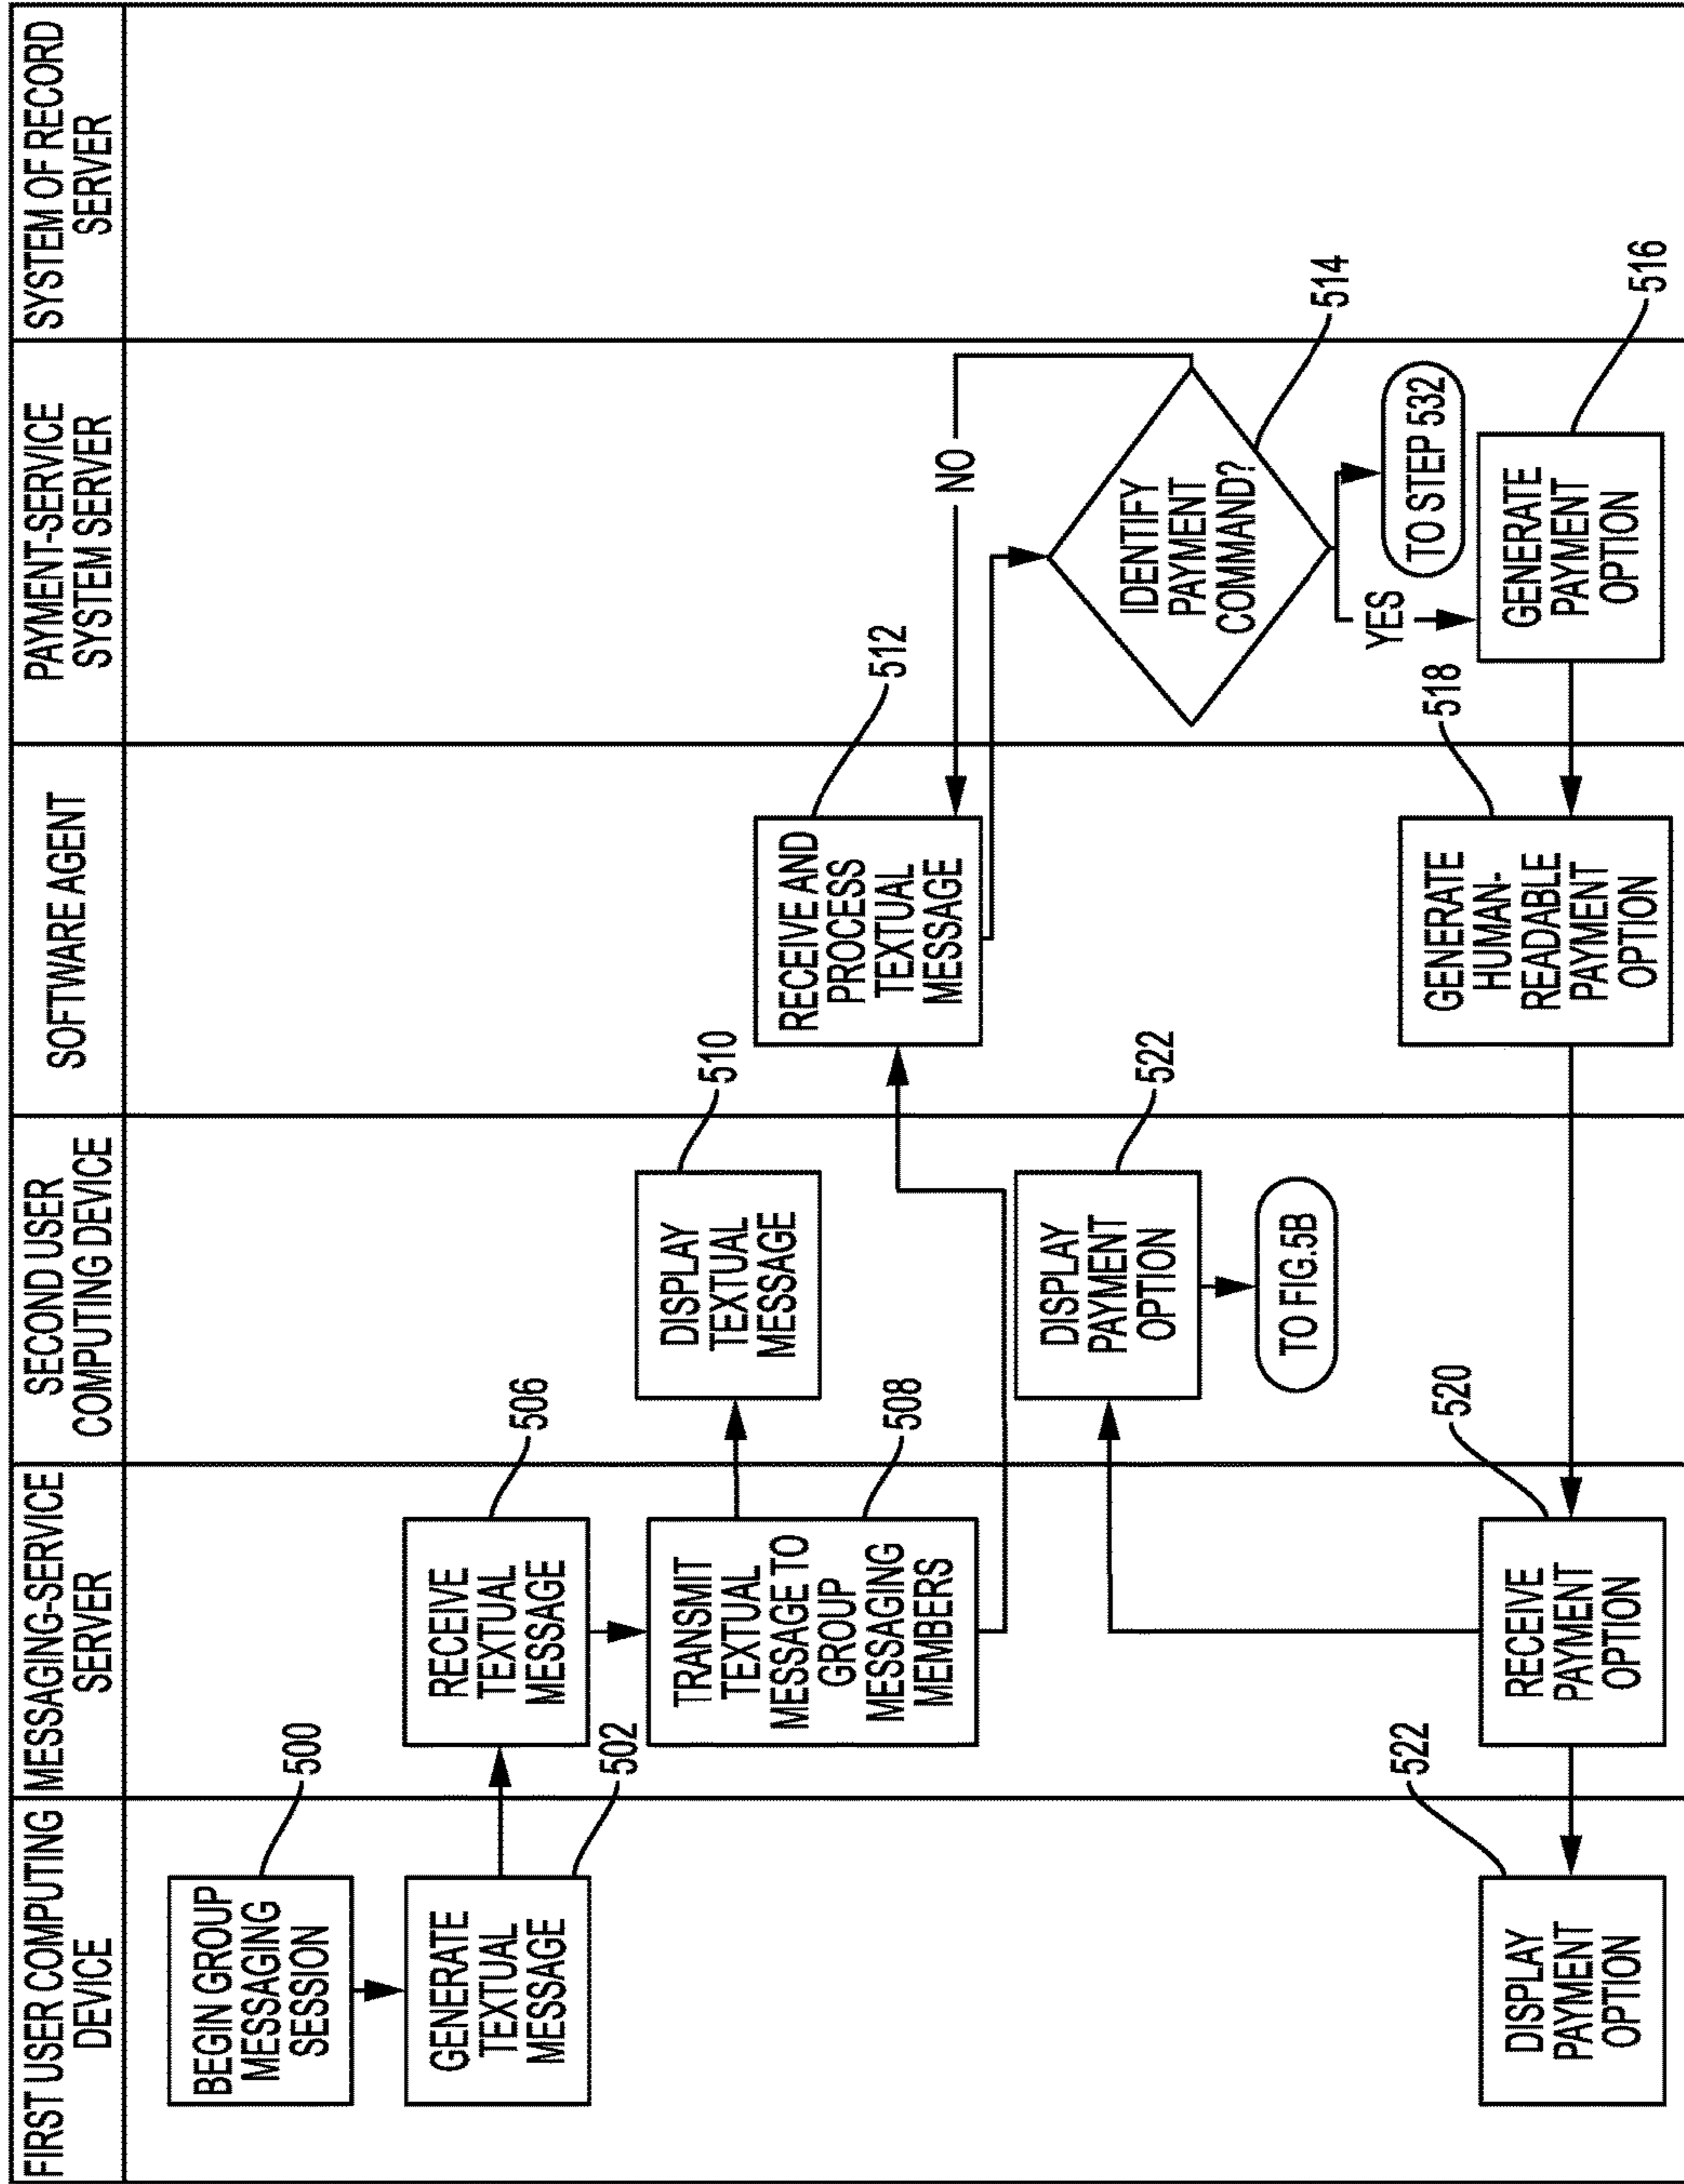 FIRST USER COMPUTING
DEVICE
MESSAGING-SERVICE
SERVER
SECOND USER
COMPUTING DEVICE
SOFTWARE AGENT
PAYMENT-SERVICE
SYSTEM SERVER
SYSTEM OF RECORD
SERVER
BEGIN GROUP
MESSAGING
SESSION
500
GENERATE
TEXTUAL
MESSAGE
502
RECEIVE
TEXTUAL
MESSAGE
506
TRANSMIT
TEXTUAL
MESSAGE TO
GROUP
MESSAGING
MEMBERS
508
DISPLAY
TEXTUAL
MESSAGE
510
RECEIVE AND
PROCESS
TEXTUAL
MESSAGE
512
NO
IDENTIFY
PAYMENT
COMMAND?
514
YES
TO STEP 532
GENERATE
PAYMENT
OPTION
516
GENERATE
HUMAN-
READABLE
PAYMENT
OPTION
518
RECEIVE
PAYMENT
OPTION
520
DISPLAY
PAYMENT
OPTION
522
TO FIG.5B
DISPLAY
PAYMENT
OPTION
522